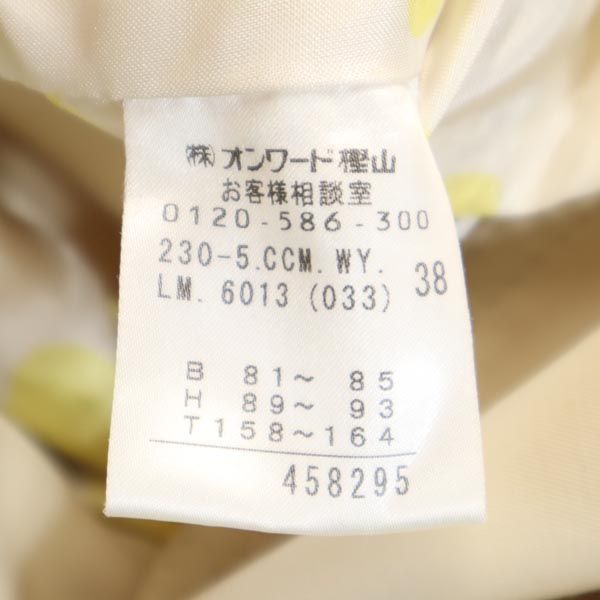 ㈱オンワード樫山
お客様相談室
0120-586-300
230-5.CCM.WY.
LM. 6013 (033) 38
B 81～ 85
H 89～ 93
T158～164
458295